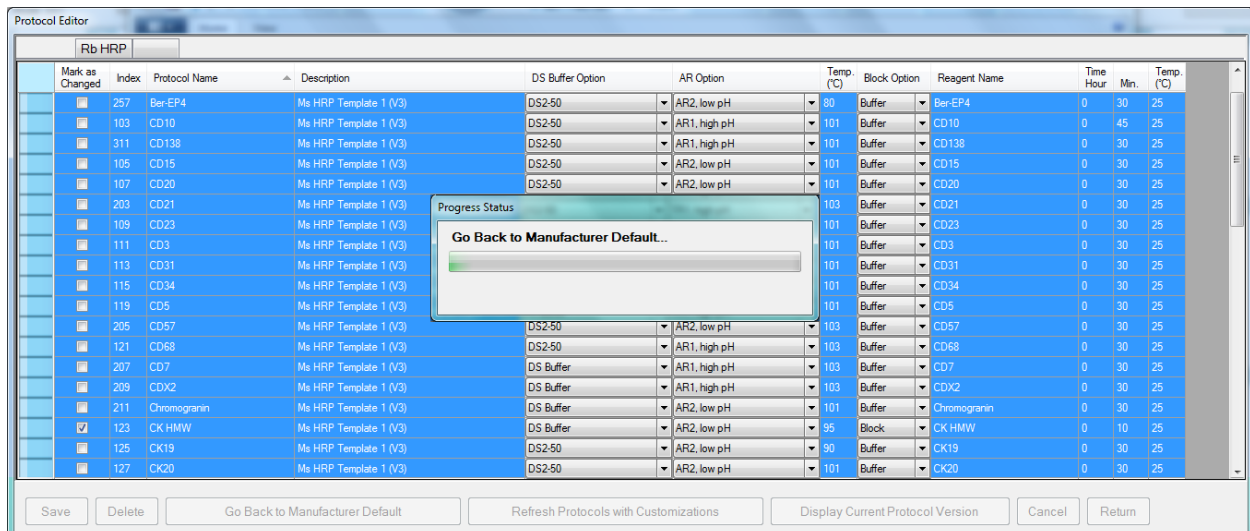 Protocol Editor
Rb HRP
Mark as Changed Index Protocol Name Description DS Buffer Option AR Option Temp. (°C) Block Option Reagent Name Time Hour Min. Temp. (°C)
257 Ber-EP4 Ms HRP Template 1 (V3) DS2-50 AR2, low pH 80 Buffer Ber-EP4 0 30 25
103 CD10 Ms HRP Template 1 (V3) DS2-50 AR1, high pH 101 Buffer CD10 0 45 25
311 CD138 Ms HRP Template 1 (V3) DS2-50 AR1, high pH 101 Buffer CD138 0 30 25
105 CD15 Ms HRP Template 1 (V3) DS2-50 AR2, low pH 101 Buffer CD15 0 30 25
107 CD20 Ms HRP Template 1 (V3) DS2-50 AR2, low pH 101 Buffer CD20 0 30 25
203 CD21 Ms HRP Template 1 (V3) 103 Buffer CD21 0 30 25
109 CD23 Ms HRP Template 1 (V3) 101 Buffer CD23 0 30 25
111 CD3 Ms HRP Template 1 (V3) 101 Buffer CD3 0 30 25
113 CD31 Ms HRP Template 1 (V3) 101 Buffer CD31 0 30 25
115 CD34 Ms HRP Template 1 (V3) 101 Buffer CD34 0 30 25
119 CD5 Ms HRP Template 1 (V3) 101 Buffer CD5 0 30 25
205 CD57 Ms HRP Template 1 (V3) DS2-50 AR2, low pH 103 Buffer CD57 0 30 25
121 CD68 Ms HRP Template 1 (V3) DS2-50 AR1, high pH 103 Buffer CD68 0 30 25
207 CD7 Ms HRP Template 1 (V3) DS Buffer AR1, high pH 103 Buffer CD7 0 30 25
209 CDX2 Ms HRP Template 1 (V3) DS Buffer AR1, high pH 103 Buffer CDX2 0 30 25
211 Chromogranin Ms HRP Template 1 (V3) DS Buffer AR2, low pH 101 Buffer Chromogranin 0 30 25
123 CK HMW Ms HRP Template 1 (V3) DS Buffer AR2, low pH 95 Block CK HMW 0 10 25
125 CK19 Ms HRP Template 1 (V3) DS2-50 AR2, low pH 90 Buffer CK19 0 30 25
127 CK20 Ms HRP Template 1 (V3) DS2-50 AR2, low pH 101 Buffer CK20 0 30 25
Progress Status
Go Back to Manufacturer Default...
Save Delete Go Back to Manufacturer Default Refresh Protocols with Customizations Display Current Protocol Version Cancel Return